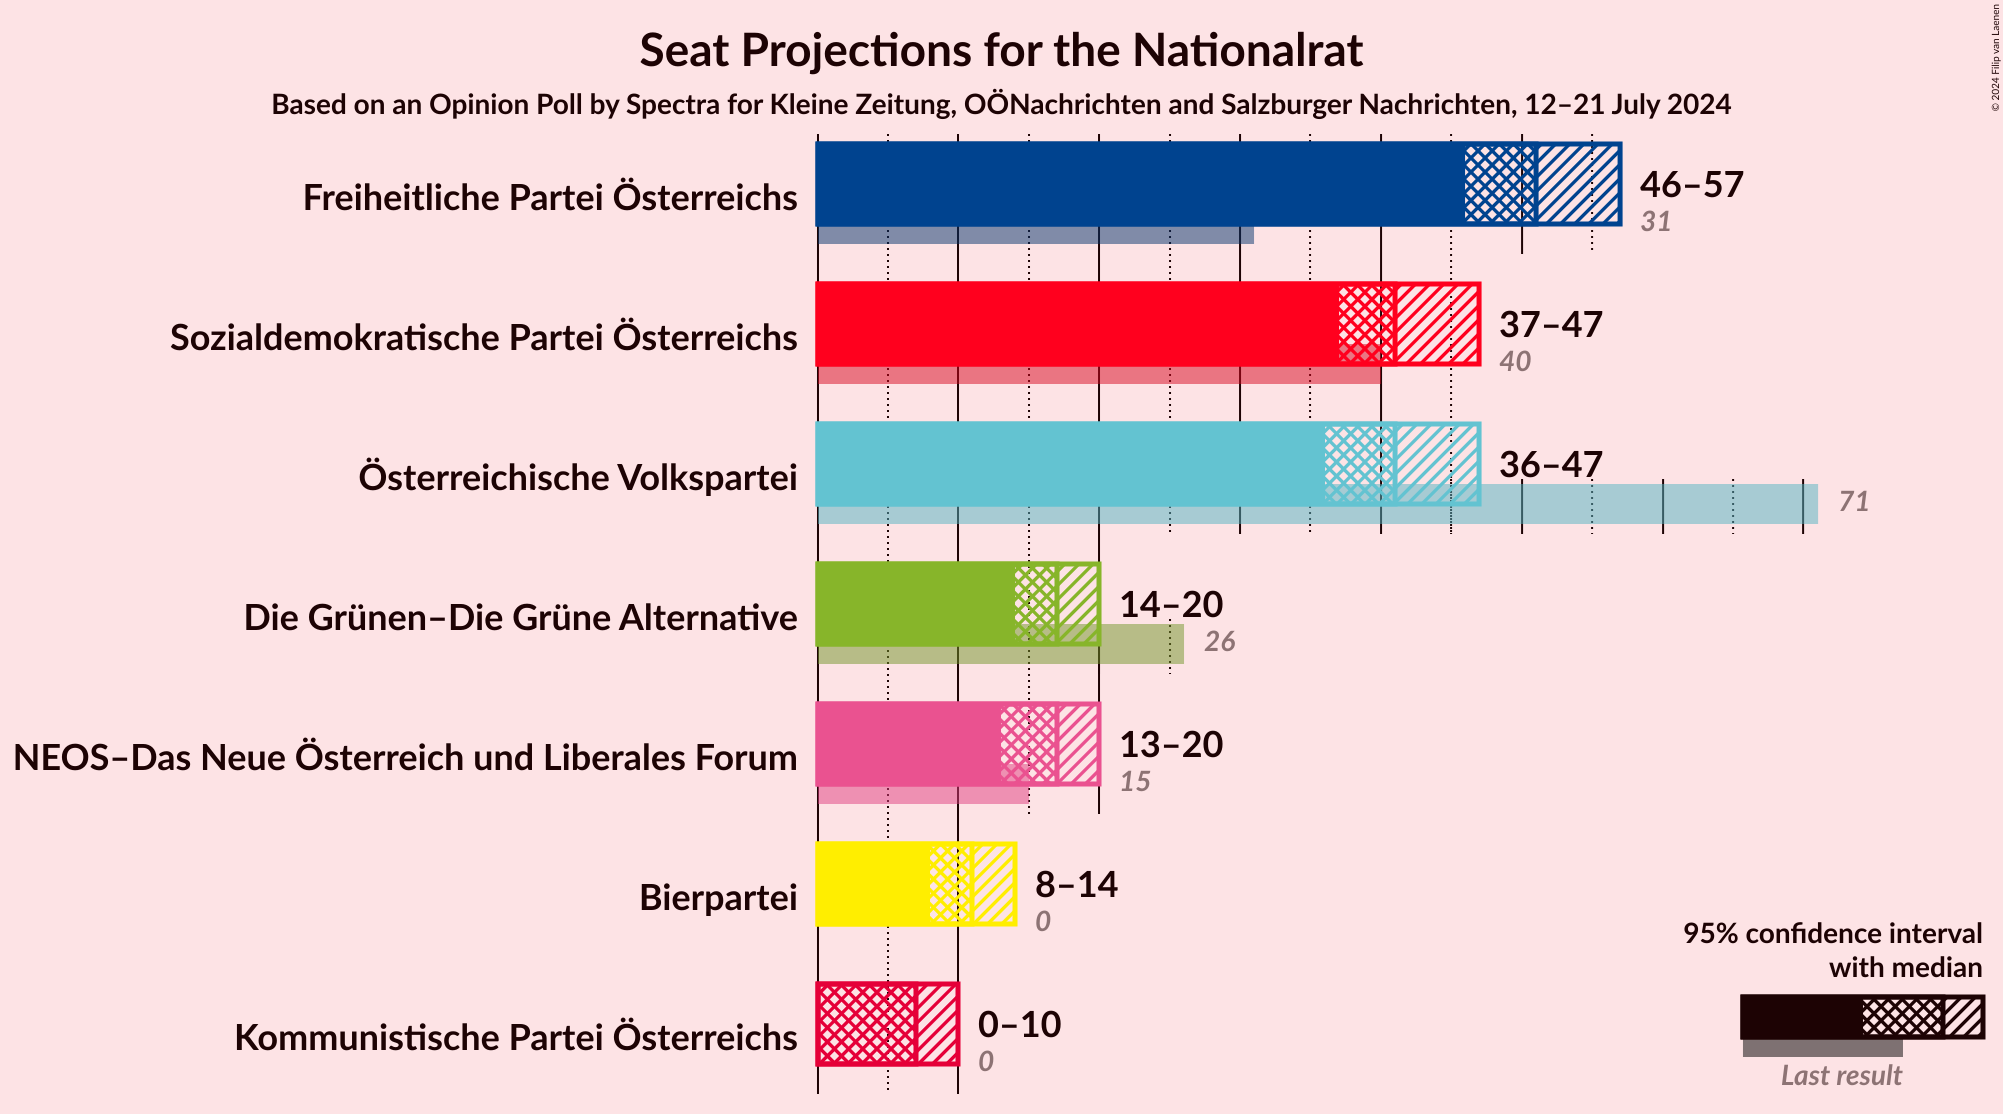 Seat Projections for the Nationalrat
Based on an Opinion Poll by Spectra for Kleine Zeitung, OÖNachrichten and Salzburger Nachrichten, 12–21 July 2024
© 2024 Filip van Laenen
Freiheitliche Partei Österreichs
46–57
31
Sozialdemokratische Partei Österreichs
37–47
40
Österreichische Volkspartei
36–47
71
Die Grünen–Die Grüne Alternative
14–20
26
NEOS–Das Neue Österreich und Liberales Forum
13–20
15
Bierpartei
8–14
0
Kommunistische Partei Österreichs
0–10
0
95% confidence interval
with median
Last result